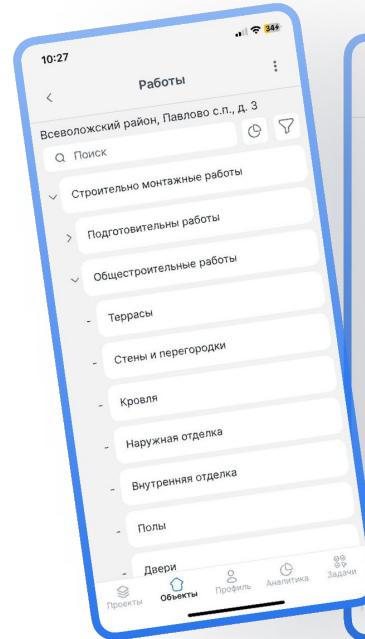 10:27
34
Работы
Всеволожский район, Павлово с.п., д. 3
Поиск
Строительно монтажные работы
Подготовительны работы
Общестроительные работы
Террасы
Стены и перегородки
Кровля
Наружная отделка
Внутренняя отделка
Полы
Двери
Проекты Объекты Профиль Аналитика Задачи